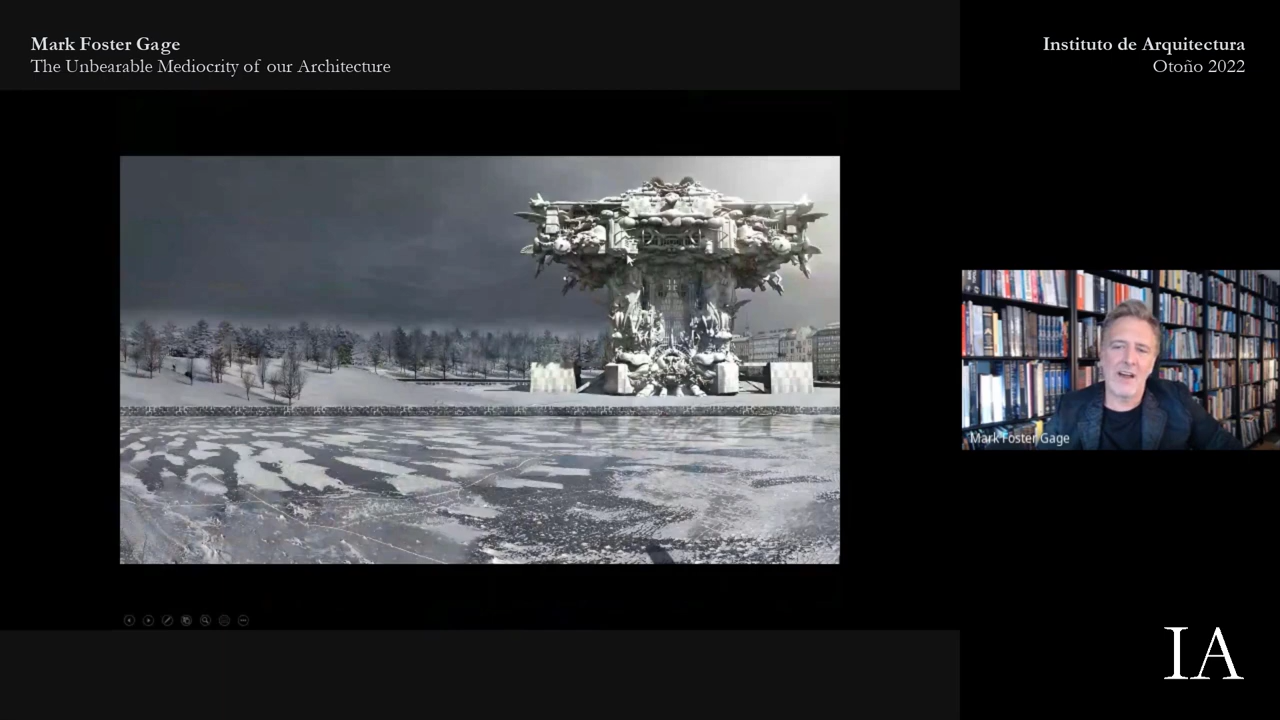 Mark Foster Gage
The Unbearable Mediocrity of our Architecture
Instituto de Arquitectura
Otoño 2022
Mark Foster Gage
IA